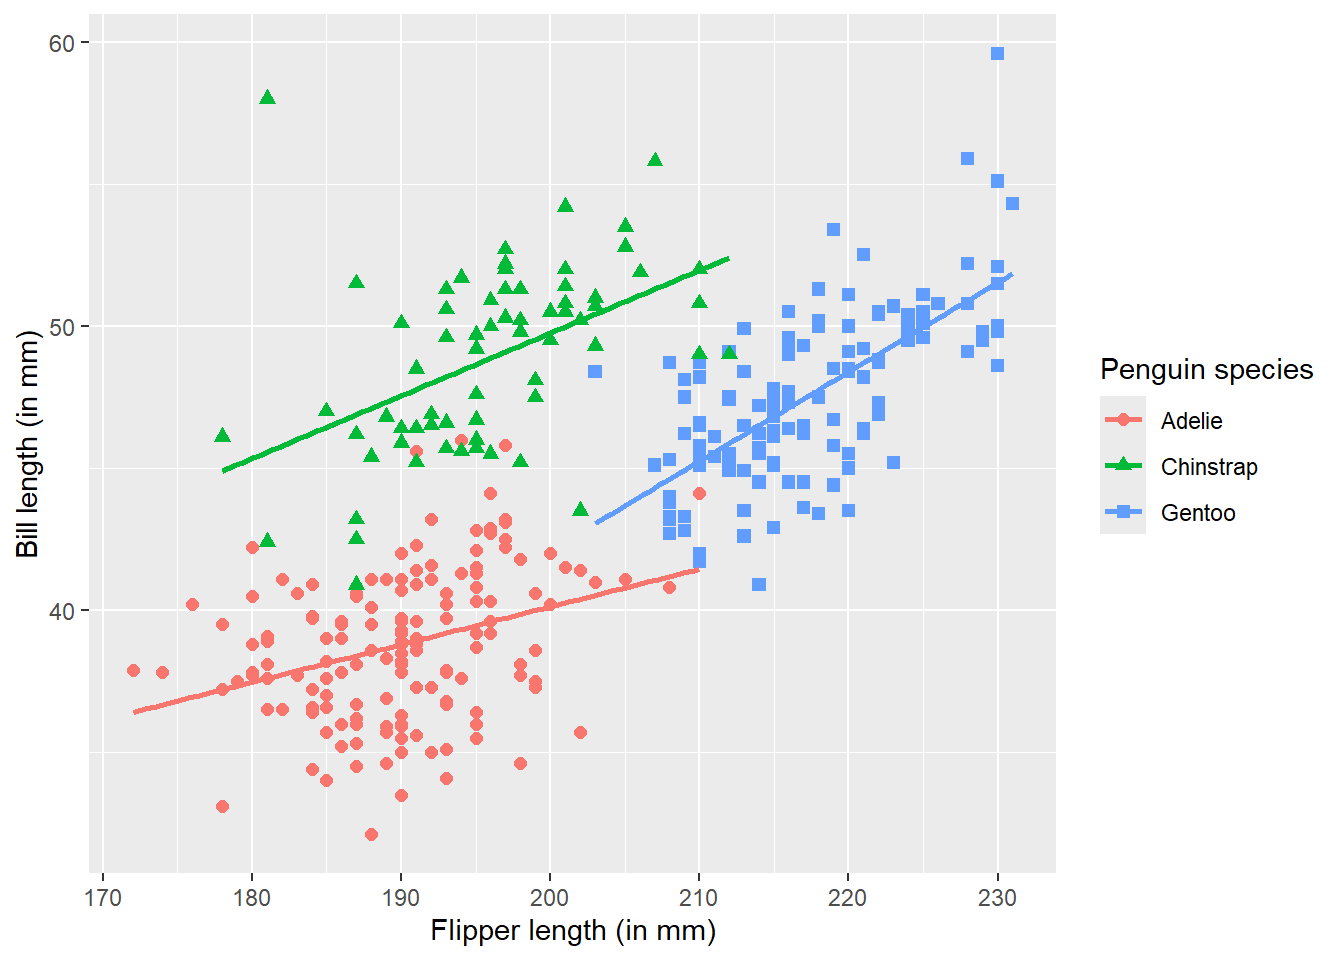 60
50
40
Bill length (in mm)
170 180 190 200 210 220 230
Flipper length (in mm)
Penguin species
Adelie
Chinstrap
Gentoo